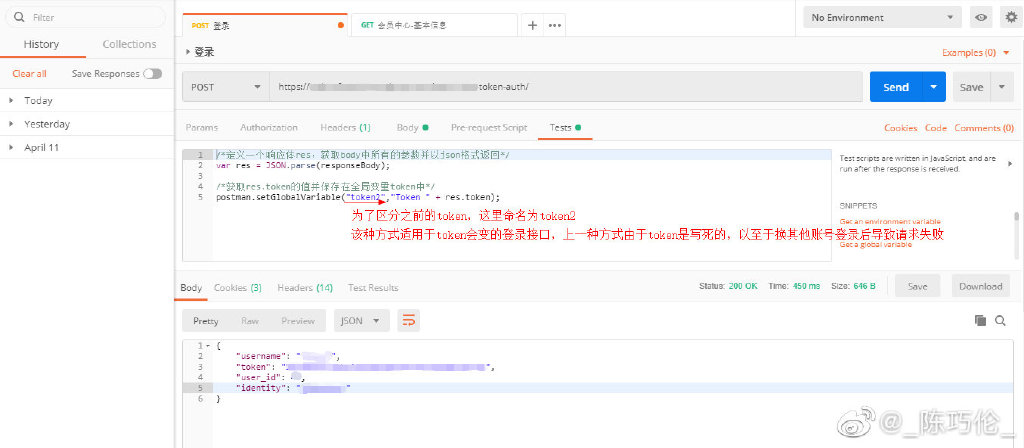 Filter
History
Collections
Clear all
Save Responses
Today
Yesterday
April 11
POST 登录
GET 会员中心-基本信息
No Environment
登录
Examples (0)
POST
https://
token-auth/
Send
Save
Params
Authorization
Headers (1)
Body
Pre-request Script
Tests
Cookies
Code
Comments (0)
1 /*定义一个响应体res：获取body中所有的参数并以json格式返回*/
2 var res = JSON.parse(responseBody);
3
4 /*获取res.token的值并保存在全局变量token中*/
5 postman.setGlobalVariable("token2","Token " + res.token);
为了区分之前的token，这里命名为token2
该种方式适用于token会变的登录接口，上一种方式由于token是写死的，以至于换其他账号登录后导致请求失败
Test scripts are written in JavaScript, and are
run after the response is received.
SNIPPETS
Get an environment variable
Get a global variable
Body
Cookies (3)
Headers (14)
Test Results
Status: 200 OK
Time: 450 ms
Size: 646 B
Save
Download
Pretty
Raw
Preview
JSON
1 {
2 "username": "",
3 "token": "",
4 "user_id": ,
5 "identity": ""
6 }
@_陈巧伦_